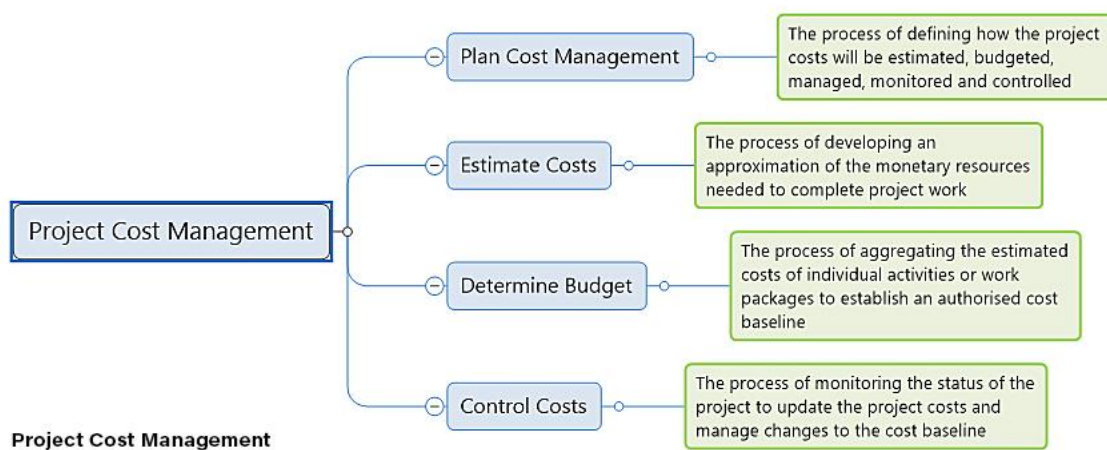 Project Cost Management
Plan Cost Management
The process of defining how the project
costs will be estimated, budgeted,
managed, monitored and controlled
Estimate Costs
The process of developing an
approximation of the monetary resources
needed to complete project work
Determine Budget
The process of aggregating the estimated
costs of individual activities or work
packages to establish an authorised cost
baseline
Control Costs
The process of monitoring the status of the
project to update the project costs and
manage changes to the cost baseline
Project Cost Management